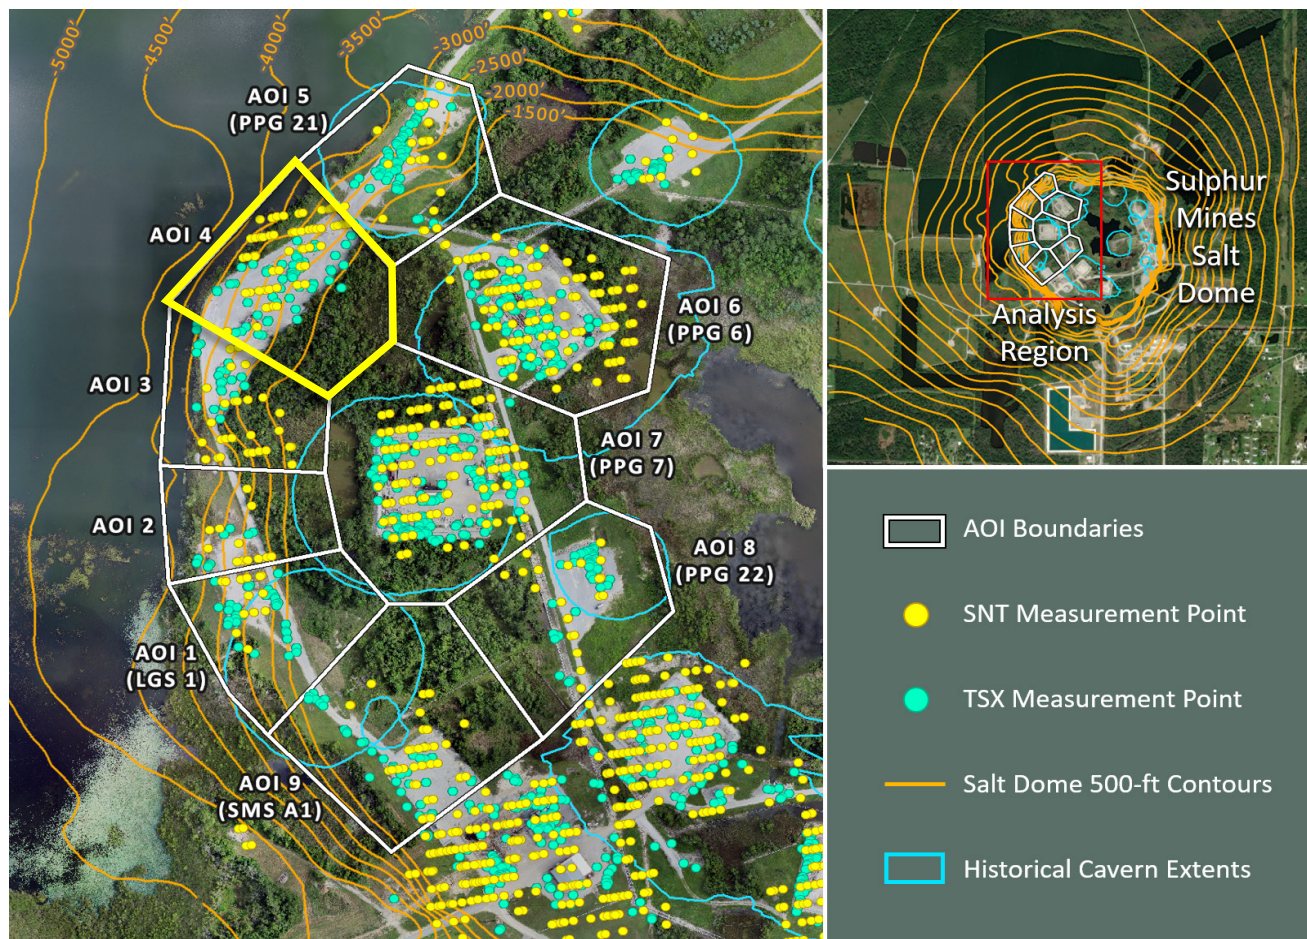 -5000'
-4500'
-4000'
-3500'
-3000'
-2500'
-2000'
-1500'
AOI 5
(PPG 21)
AOI 4
AOI 3
AOI 2
AOI 1
(LGS 1)
AOI 9
(SMS A1)
AOI 6
(PPG 6)
AOI 7
(PPG 7)
AOI 8
(PPG 22)
Sulphur
Mines
Salt
Dome
Analysis
Region
AOI Boundaries
SNT Measurement Point
TSX Measurement Point
Salt Dome 500-ft Contours
Historical Cavern Extents